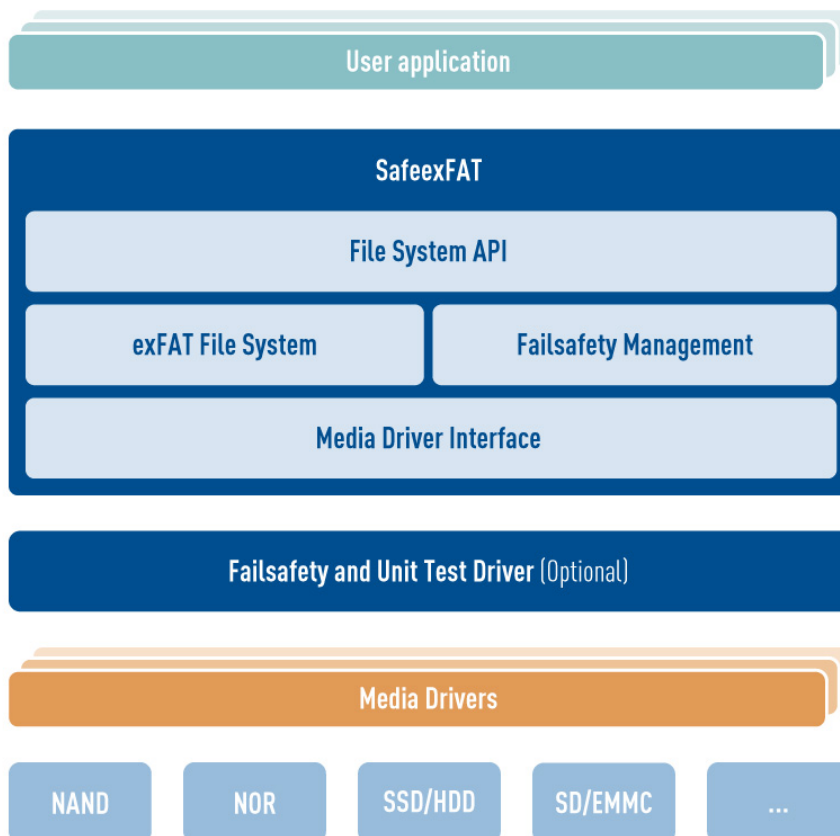 User application
SafeexFAT
File System API
exFAT File System
Failsafety Management
Media Driver Interface
Failsafety and Unit Test Driver (Optional)
Media Drivers
NAND
NOR
SSD/HDD
SD/EMMC
...